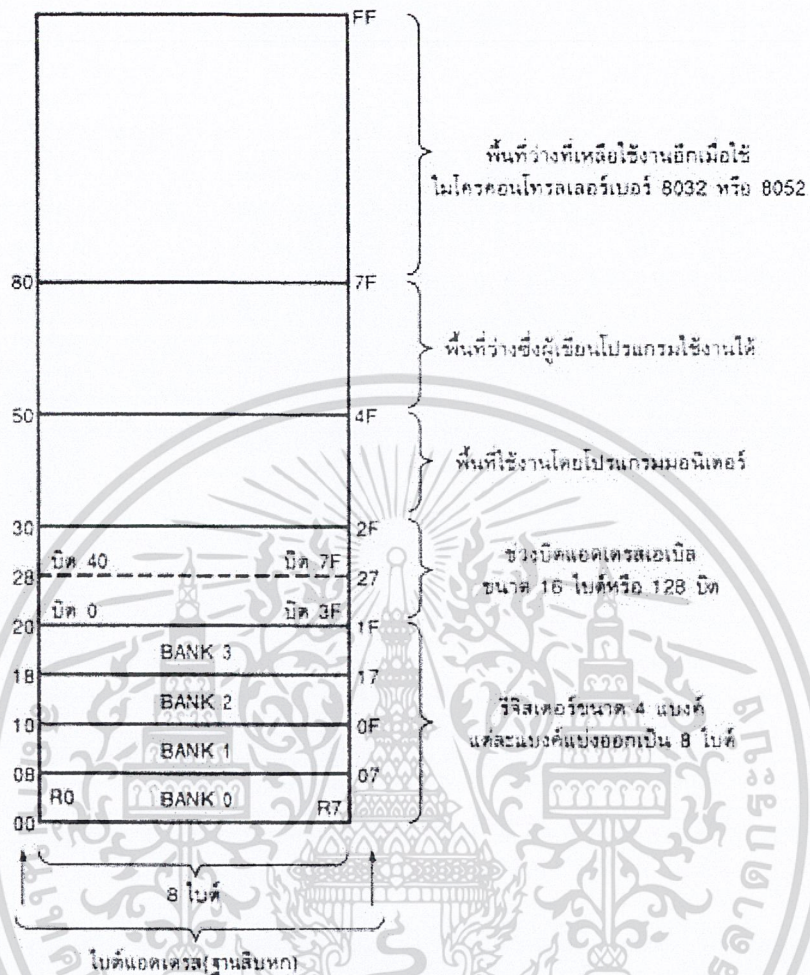 FF
พื้นที่ว่างที่เหลือใช้งานอีกเมื่อใช้
ไมโครคอนโทรลเลอร์เบอร์ 8032 หรือ 8052
80
7F
พื้นที่ว่างซึ่งผู้เขียนโปรแกรมใช้งานได้
50
4F
พื้นที่ใช้งานโดยโปรแกรมมอนิเตอร์
30
2F
บิต 40
บิต 7F
ช่วงบิตแอดเดรสเอเบิล
ขนาด 16 ไบต์หรือ 128 บิต
28
27
บิต 0
บิต 3F
20
1F
BANK 3
18
17
BANK 2
รีจิสเตอร์ขนาด 4 แบงค์
แต่ละแบงค์แบ่งออกเป็น 8 ไบต์
10
0F
BANK 1
08
07
R0
BANK 0
R7
00
8 ไบต์
ไบต์แอดเดรส(ฐานสิบหก)